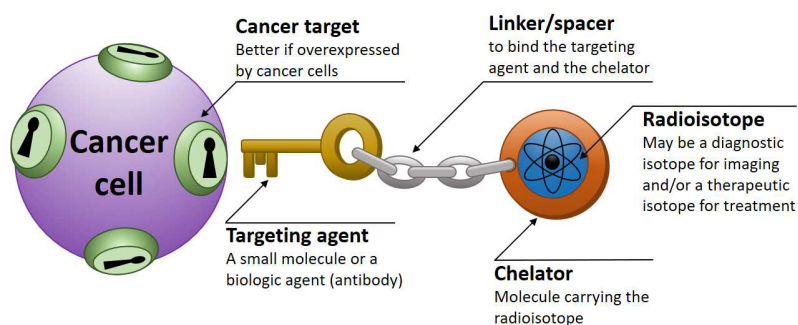 Cancer target
Better if overexpressed
by cancer cells
Linker/spacer
to bind the targeting
agent and the chelator
Radioisotope
May be a diagnostic
isotope for imaging
and/or a therapeutic
isotope for treatment
Cancer
cell
Targeting agent
A small molecule or a
biologic agent (antibody)
Chelator
Molecule carrying the
radioisotope